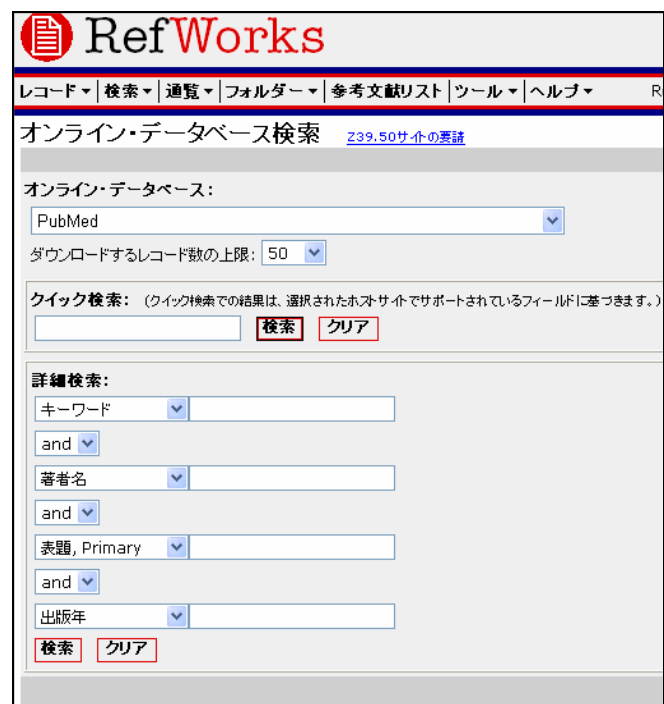 RefWorks
レコード▼|検索▼|通覧▼|フォルダー▼|参考文献リスト|ツール▼|ヘルプ▼ R
オンライン・データベース検索 Z39.50サイトの要請
オンライン・データベース:
PubMed
ダウンロードするレコード数の上限: 50
クイック検索: (クイック検索での結果は、選択されたホストサイトでサポートされているフィールドに基づきます。)
検索 クリア
詳細検索:
キーワード
and
著者名
and
表題, Primary
and
出版年
検索 クリア